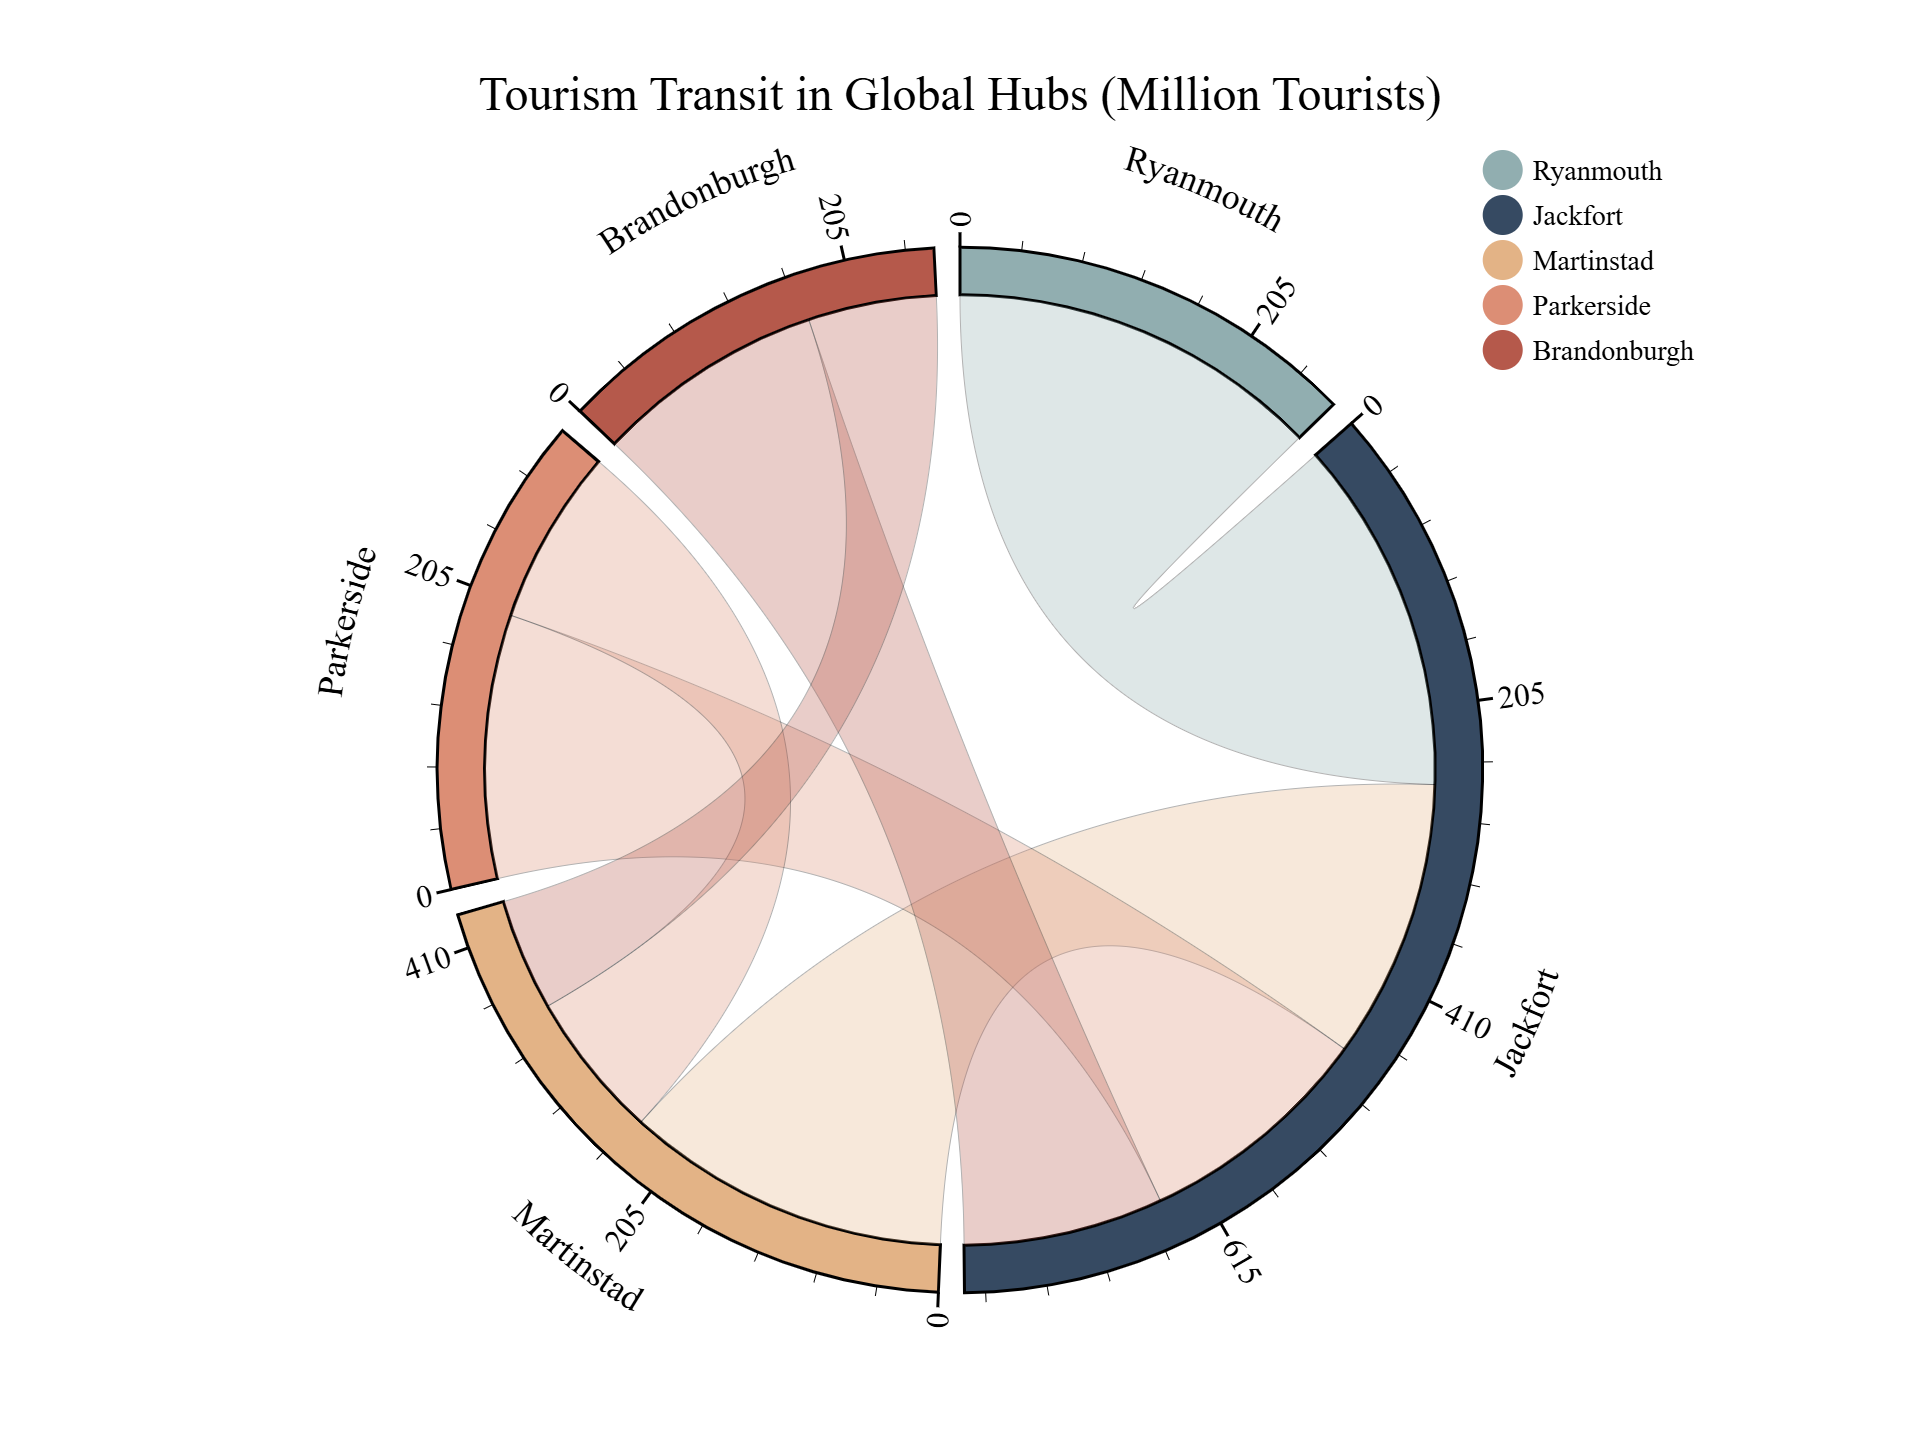 Tourism Transit in Global Hubs (Million Tourists)
Ryanmouth
Jackfort
Martinstad
Parkerside
Brandonburgh
Ryanmouth
0
205
Jackfort
0
205
410
615
Martinstad
0
205
410
Parkerside
0
205
Brandonburgh
0
205